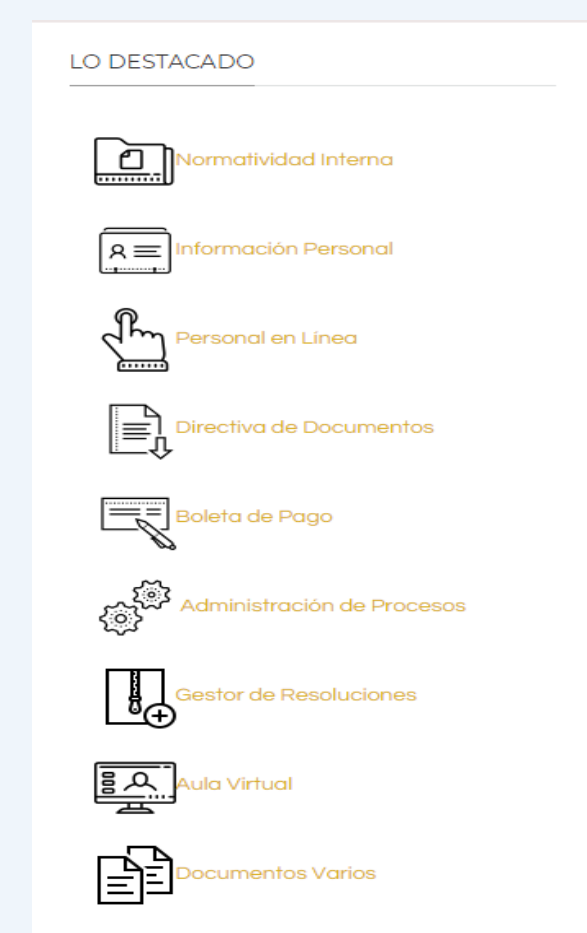 LO DESTACADO
Normatividad Interna
Información Personal
Personal en Línea
Directiva de Documentos
Boleta de Pago
Administración de Procesos
Gestor de Resoluciones
Aula Virtual
Documentos Varios